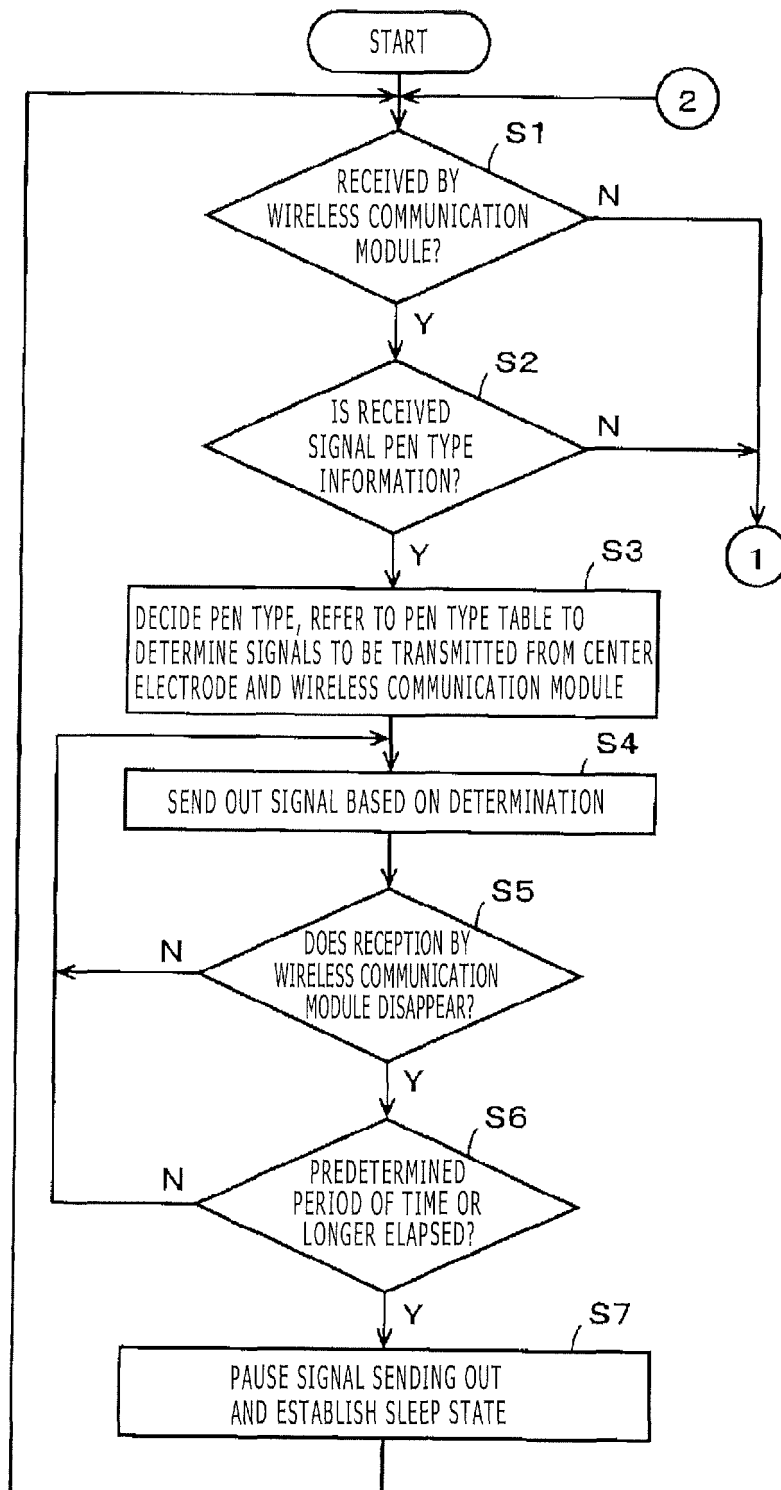 START
2
S1
RECEIVED BY
WIRELESS COMMUNICATION
MODULE?
N
Y
S2
IS RECEIVED
SIGNAL PEN TYPE
INFORMATION?
N
Y
1
S3
DECIDE PEN TYPE, REFER TO PEN TYPE TABLE TO
DETERMINE SIGNALS TO BE TRANSMITTED FROM CENTER
ELECTRODE AND WIRELESS COMMUNICATION MODULE
S4
SEND OUT SIGNAL BASED ON DETERMINATION
S5
DOES RECEPTION BY
WIRELESS COMMUNICATION
MODULE DISAPPEAR?
N
Y
S6
PREDETERMINED
PERIOD OF TIME OR
LONGER ELAPSED?
N
Y
S7
PAUSE SIGNAL SENDING OUT
AND ESTABLISH SLEEP STATE